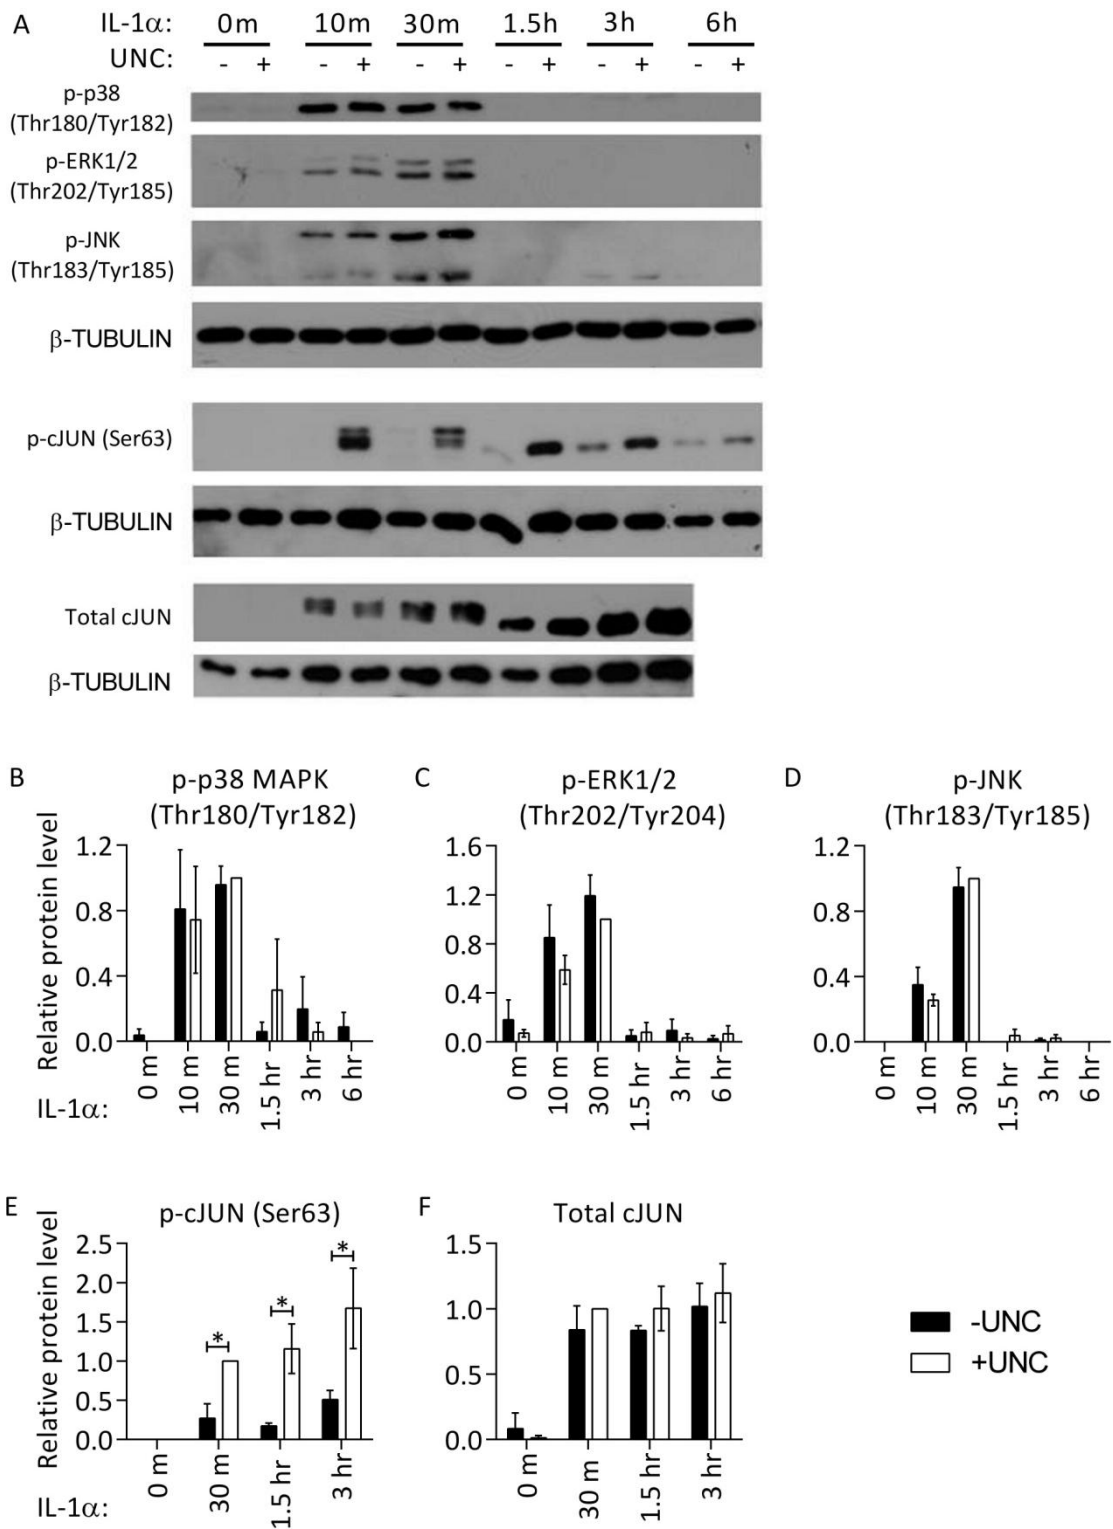 A IL-1α: 0m 10m 30m 1.5h 3h 6h
UNC: - + - + - + - + - + - +
p-p38
(Thr180/Tyr182)
p-ERK1/2
(Thr202/Tyr185)
p-JNK
(Thr183/Tyr185)
β-TUBULIN
p-cJUN (Ser63)
β-TUBULIN
Total cJUN
β-TUBULIN
B p-p38 MAPK
(Thr180/Tyr182)
Relative protein level
1.2
0.8
0.4
0.0
0 m 10 m 30 m 1.5 hr 3 hr 6 hr
IL-1α:
C p-ERK1/2
(Thr202/Tyr204)
1.6
1.2
0.8
0.4
0.0
0 m 10 m 30 m 1.5 hr 3 hr 6 hr
D p-JNK
(Thr183/Tyr185)
1.2
0.8
0.4
0.0
0 m 10 m 30 m 1.5 hr 3 hr 6 hr
E p-cJUN (Ser63)
Relative protein level
2.5
2.0
1.5
1.0
0.5
0.0
* * *
0 m 30 m 1.5 hr 3 hr
IL-1α:
F Total cJUN
1.5
1.0
0.5
0.0
0 m 30 m 1.5 hr 3 hr
-UNC
+UNC